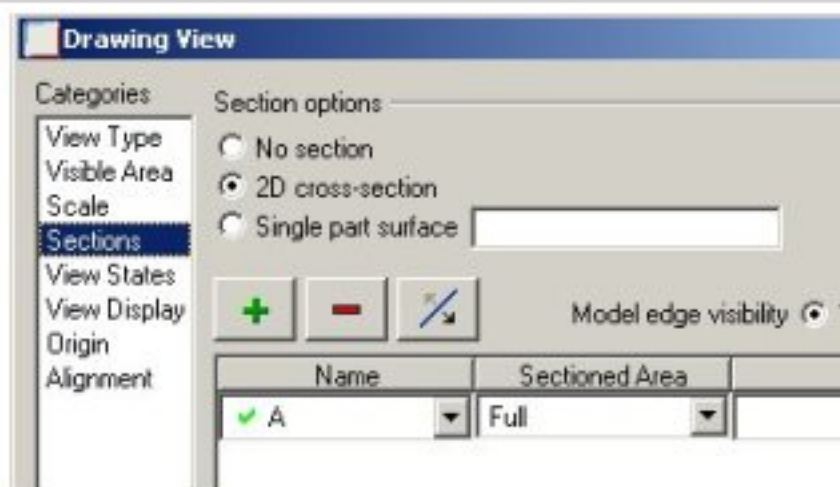 Drawing View
Categories
View Type
Visible Area
Scale
Sections
View States
View Display
Origin
Alignment
Section options
No section
2D cross-section
Single part surface
Model edge visibility
Name Sectioned Area
A Full